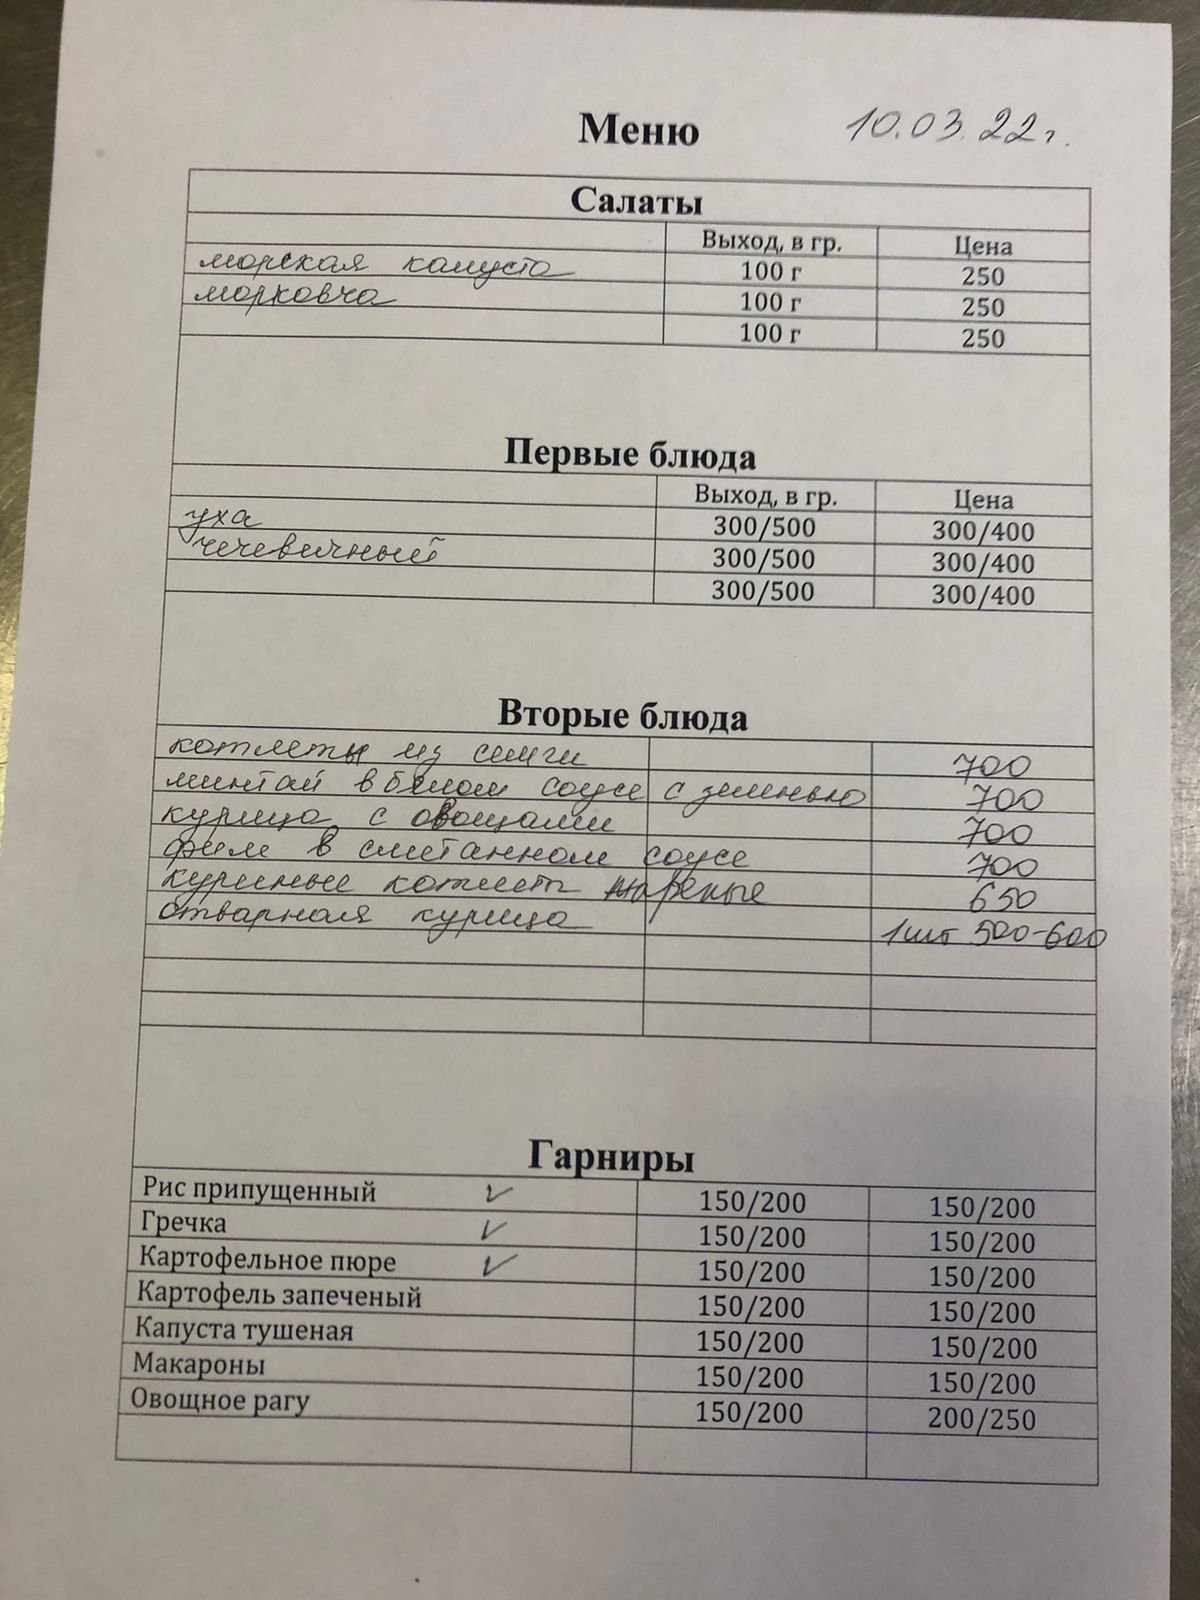 Меню 10.03.22г.
Салаты
Выход, в гр. Цена
морская капуста 100 г 250
морковча 100 г 250
100 г 250
Первые блюда
Выход, в гр. Цена
уха 300/500 300/400
чечевичный 300/500 300/400
300/500 300/400
Вторые блюда
котлеты из семги 700
минтай в белом соусе с зеленью 700
курица с овощами 700
филе в сметанном соусе 700
куриные котлет жареные 650
отварная курица 1шт 500-600
Гарниры
Рис припущенный ✓ 150/200 150/200
Гречка ✓ 150/200 150/200
Картофельное пюре ✓ 150/200 150/200
Картофель запеченый 150/200 150/200
Капуста тушеная 150/200 150/200
Макароны 150/200 150/200
Овощное рагу 150/200 200/250